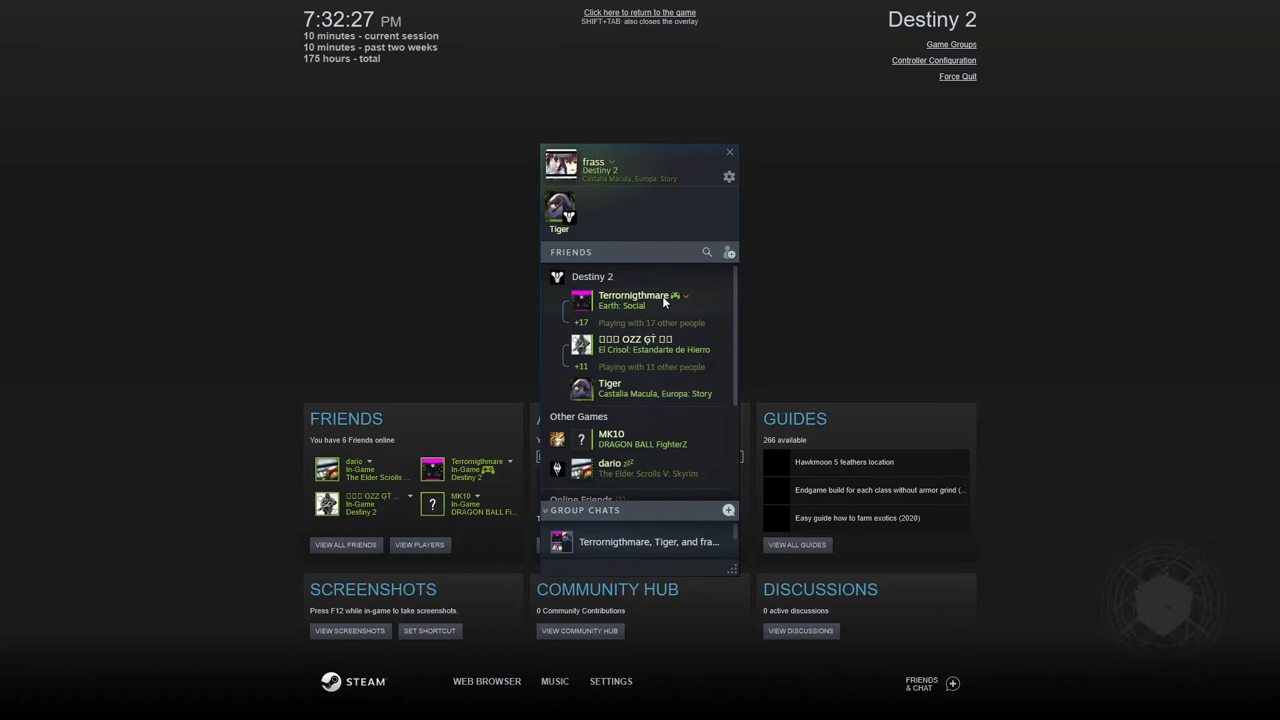 7:32:27 PM
10 minutes - current session
10 minutes - past two weeks
175 hours - total
Click here to return to the game
SHIFT+TAB also closes the overlay
Destiny 2
Game Groups
Controller Configuration
Force Quit
frass
Destiny 2
Castalia Macula, Europa: Story
Tiger
FRIENDS
Destiny 2
Terrornigthmare
Earth: Social
+17 Playing with 17 other people
OZZ ĢŤ
El Crisol: Estandarte de Hierro
+11 Playing with 11 other people
Tiger
Castalia Macula, Europa: Story
Other Games
? MK10
DRAGON BALL FighterZ
dario zzz
The Elder Scrolls V: Skyrim
Online Friends (1)
GROUP CHATS
Terrornigthmare, Tiger, and fra...
FRIENDS
You have 6 Friends online
dario
In-Game
The Elder Scrolls ...
Terrornigthmare
In-Game
Destiny 2
OZZ ĢŤ ...
In-Game
Destiny 2
? MK10
In-Game
DRAGON BALL Fi...
VIEW ALL FRIENDS
VIEW PLAYERS
GUIDES
266 available
Hawkmoon 5 feathers location
Endgame build for each class without armor grind (...
Easy guide how to farm exotics (2020)
VIEW ALL GUIDES
SCREENSHOTS
Press F12 while in-game to take screenshots.
VIEW SCREENSHOTS
SET SHORTCUT
COMMUNITY HUB
0 Community Contributions
VIEW COMMUNITY HUB
DISCUSSIONS
0 active discussions
VIEW DISCUSSIONS
STEAM
WEB BROWSER
MUSIC
SETTINGS
FRIENDS
& CHAT